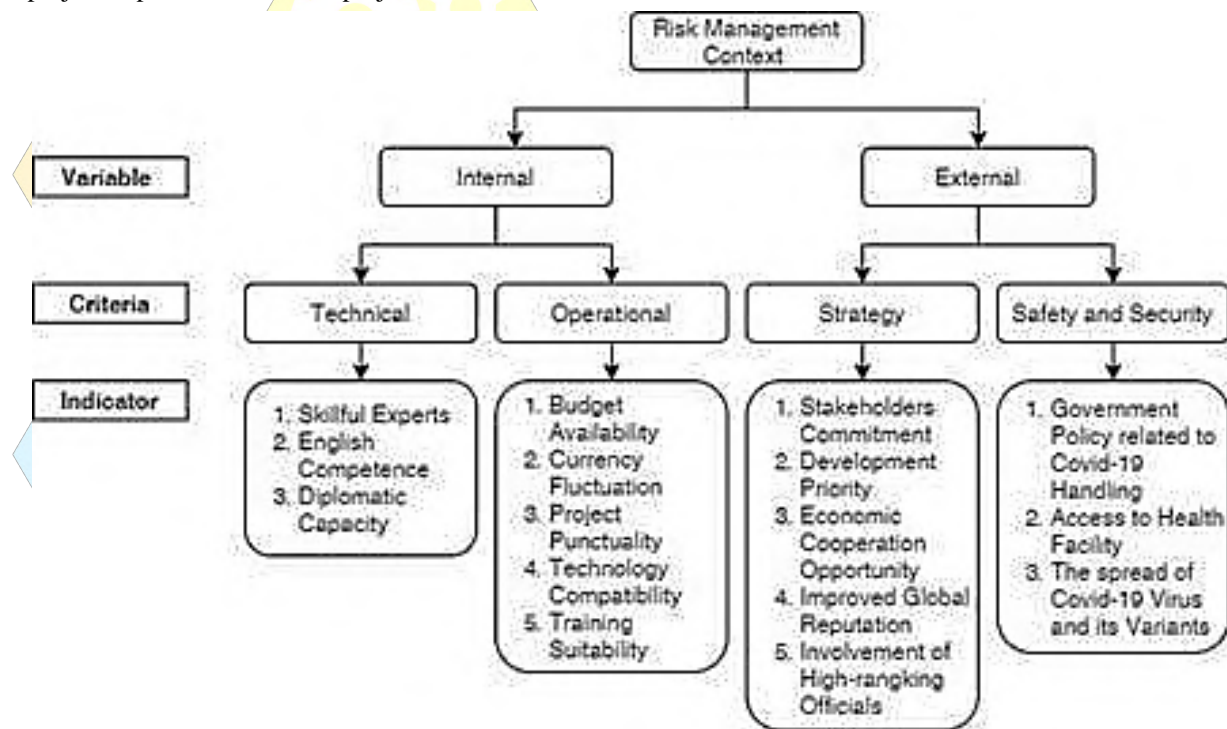 Risk Management
Context
Variable
Internal
External
Criteria
Technical
Operational
Strategy
Safety and Security
Indicator
1. Skillful Experts
2. English
Competence
3. Diplomatic
Capacity
1. Budget
Availability
2. Currency
Fluctuation
3. Project
Punctuality
4. Technology
Compatibility
5. Training
Suitability
1. Stakeholders
Commitment
2. Development
Priority
3. Economic
Cooperation
Opportunity
4. Improved Global
Reputation
5. Involvement of
High-rangking
Officials
1. Government
Policy related to
Covid-19
Handling
2. Access to Health
Facility
3. The spread of
Covid-19 Virus
and its Variants